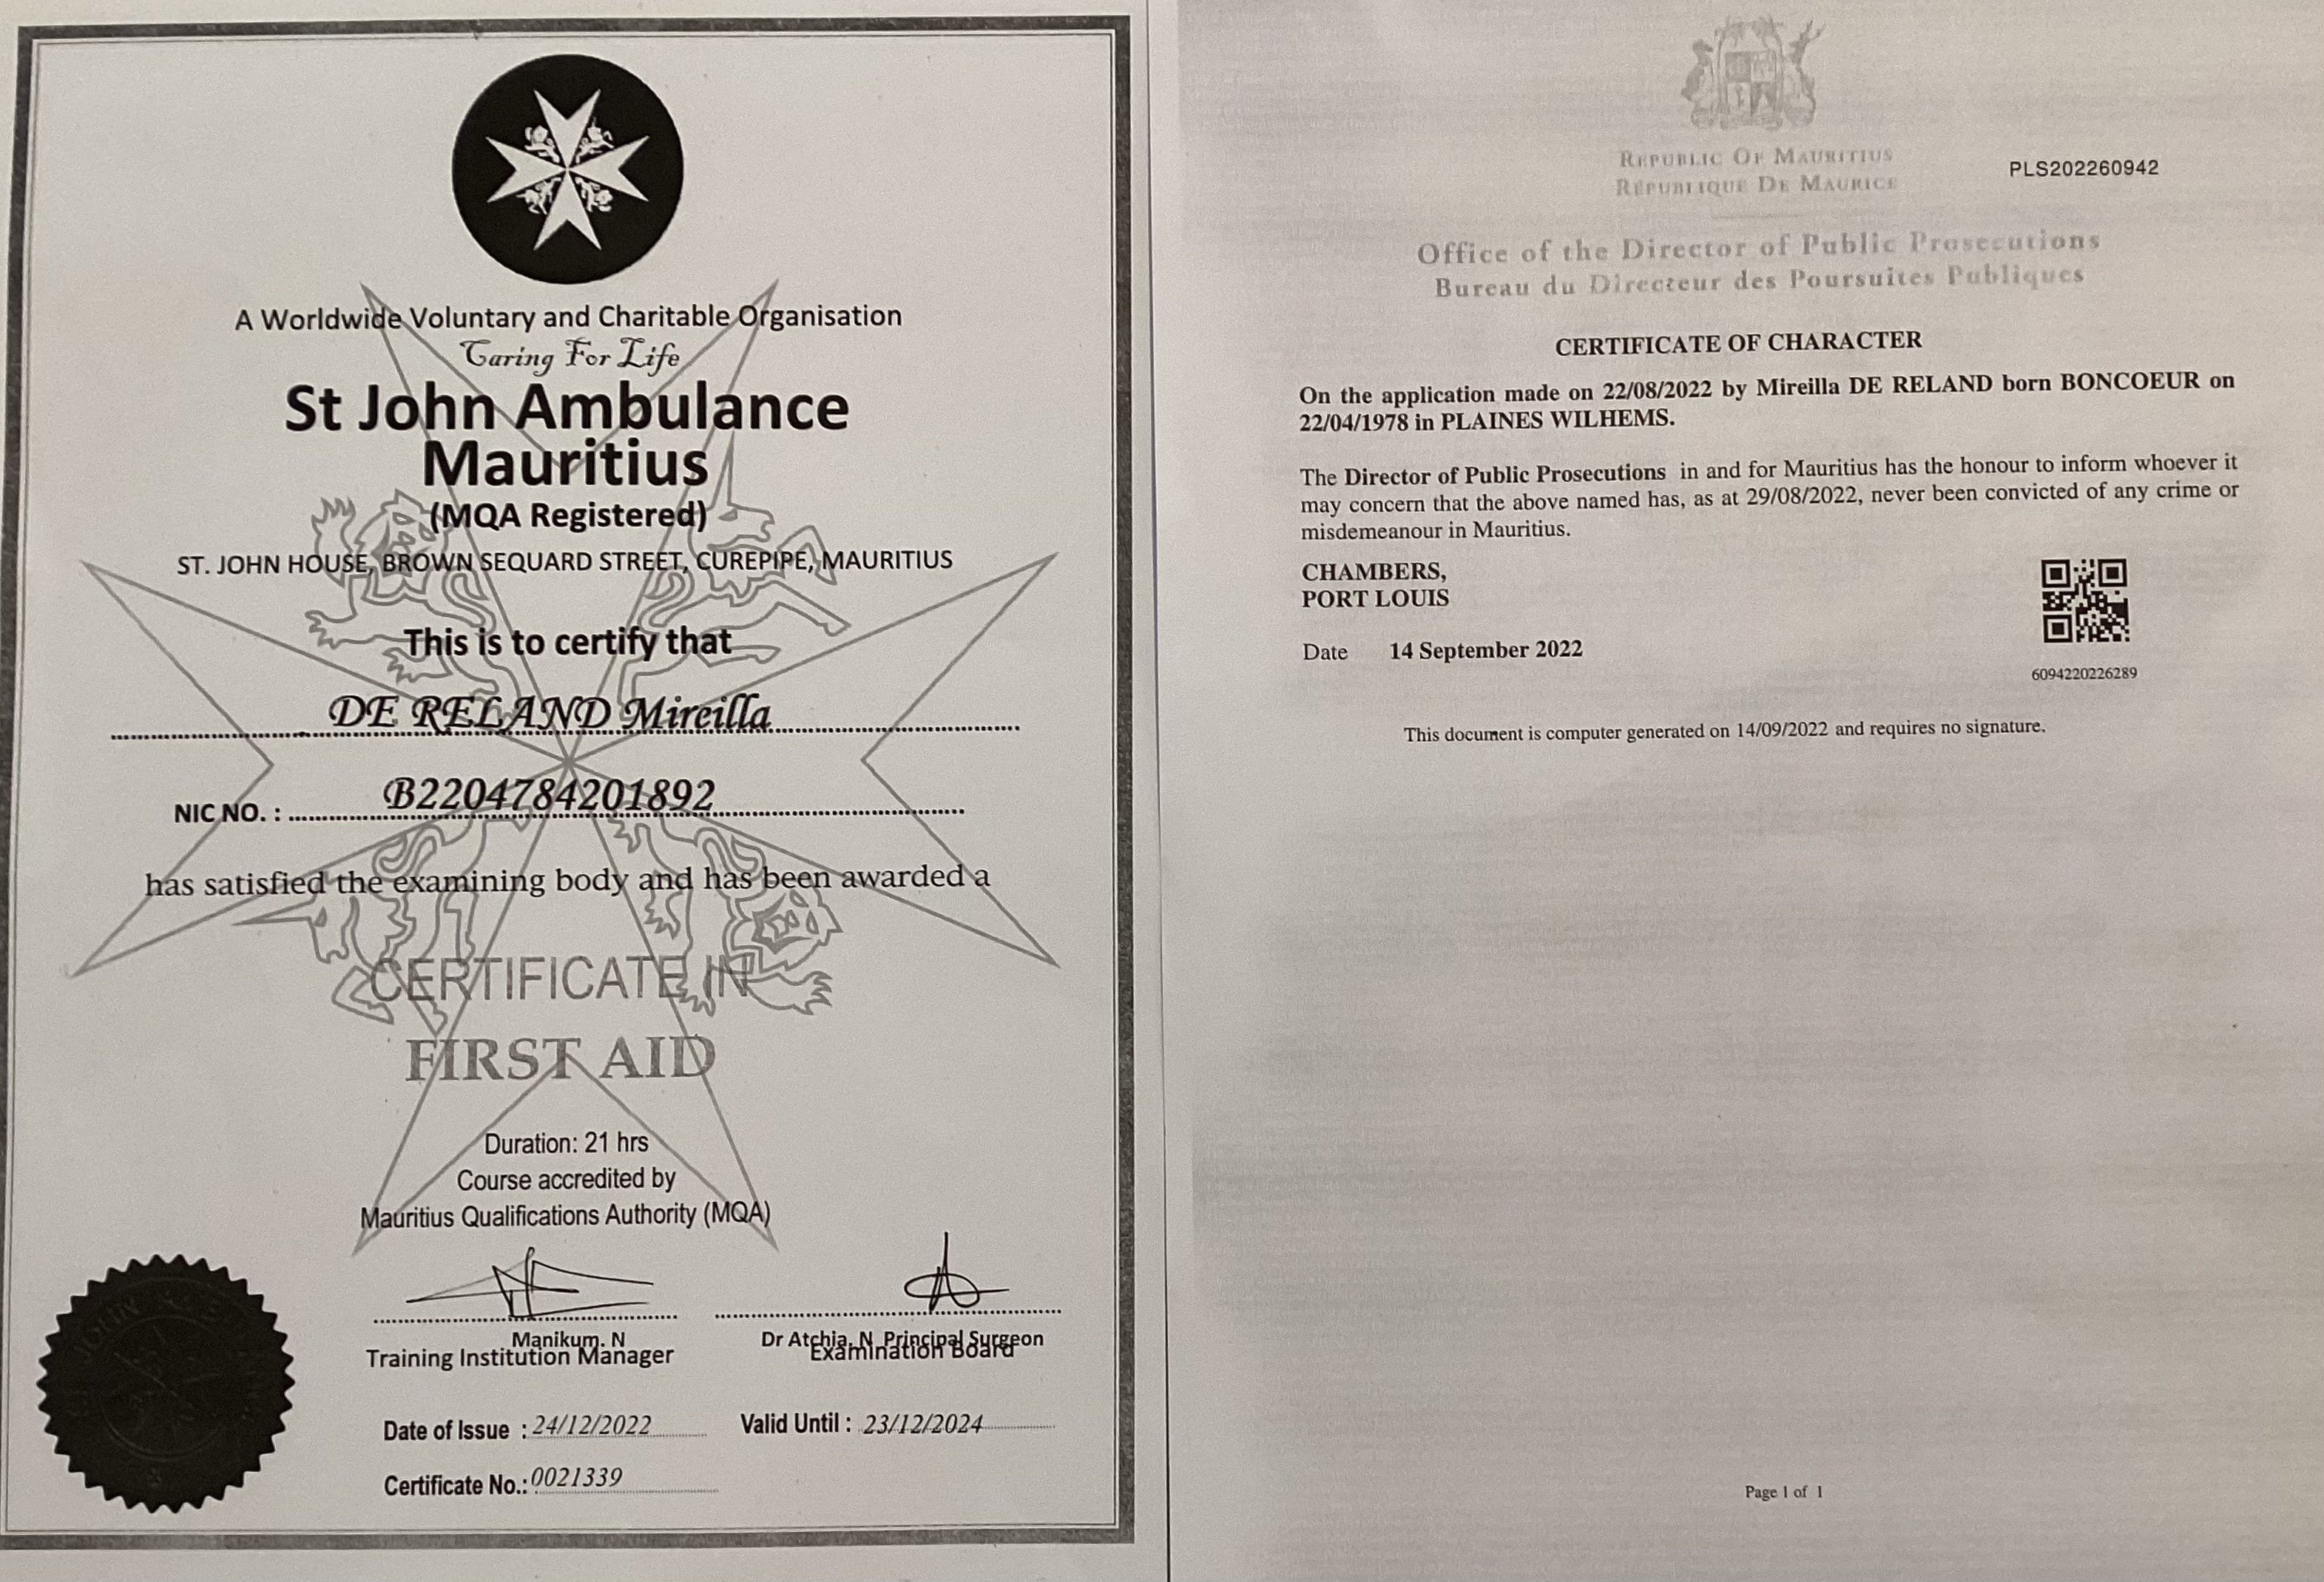 A Worldwide Voluntary and Charitable Organisation
Caring For Life
St John Ambulance
Mauritius
(MQA Registered)
ST. JOHN HOUSE, BROWN SEQUARD STREET, CUREPIPE, MAURITIUS
This is to certify that
DE RELAND Mireilla
NIC NO. : B2204784201892
has satisfied the examining body and has been awarded a
CERTIFICATE IN
FIRST AID
Duration: 21 hrs
Course accredited by
Mauritius Qualifications Authority (MQA)
Manikum. N
Training Institution Manager
Dr Atchia. N Principal Surgeon
Examination Board
Date of Issue : 24/12/2022
Valid Until : 23/12/2024
Certificate No.: 0021339
REPUBLIC OF MAURITIUS
RÉPUBLIQUE DE MAURICE
PLS202260942
Office of the Director of Public Prosecutions
Bureau du Directeur des Poursuites Publiques
CERTIFICATE OF CHARACTER
On the application made on 22/08/2022 by Mireilla DE RELAND born BONCOEUR on
22/04/1978 in PLAINES WILHEMS.
The Director of Public Prosecutions in and for Mauritius has the honour to inform whoever it
may concern that the above named has, as at 29/08/2022, never been convicted of any crime or
misdemeanour in Mauritius.
CHAMBERS,
PORT LOUIS
Date 14 September 2022
6094220226289
This document is computer generated on 14/09/2022 and requires no signature.
Page 1 of 1